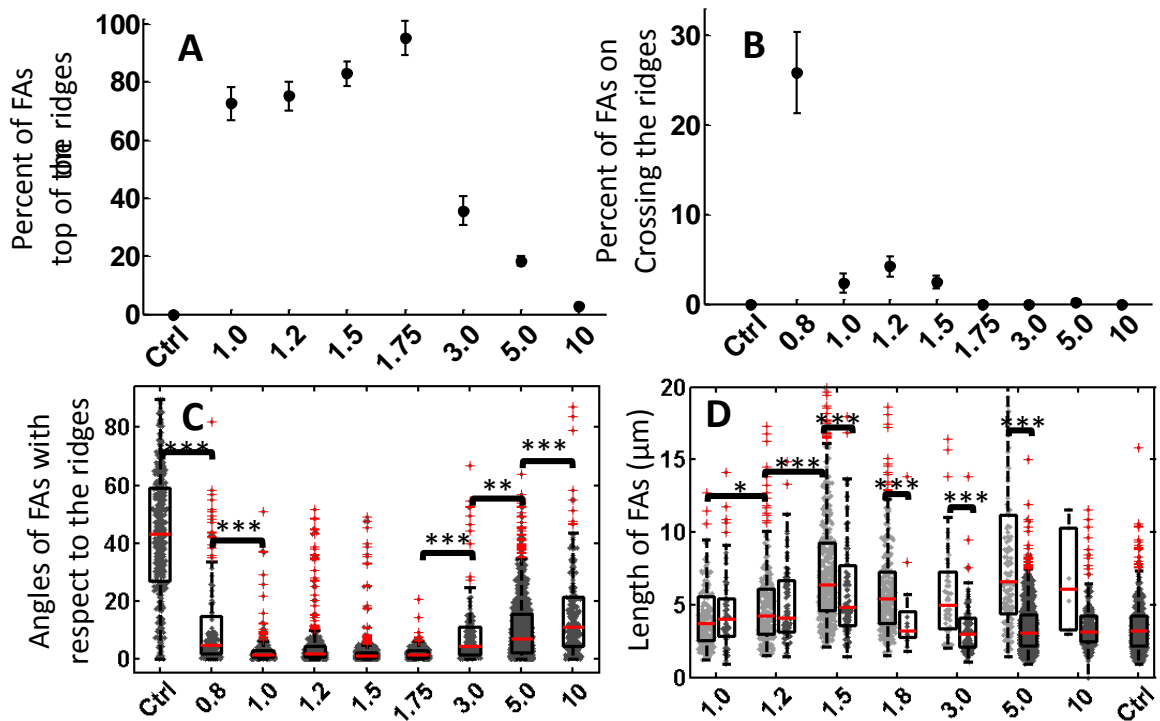 A
Percent of FAs
top of the ridges
100
80
60
40
20
0
Ctrl 1.0 1.2 1.5 1.75 3.0 5.0 10
B
Percent of FAs on
Crossing the ridges
30
20
10
0
Ctrl 0.8 1.0 1.2 1.5 1.75 3.0 5.0 10
C
Angles of FAs with
respect to the ridges
80
60
40
20
0
*** *** *** ** ***
Ctrl 0.8 1.0 1.2 1.5 1.75 3.0 5.0 10
D
Length of FAs (µm)
20
15
10
5
0
* *** *** *** *** ***
1.0 1.2 1.5 1.8 3.0 5.0 10 Ctrl